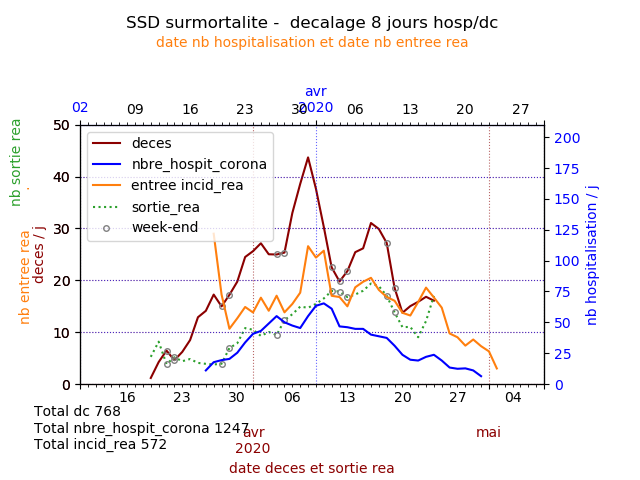 SSD surmortalite -  decalage 8 jours hosp/dc
date nb hospitalisation et date nb entree rea
avr
2020
02 09 16 23 30 06 13 20 27
deces
nbre_hospit_corona
entree incid_rea
sortie_rea
week-end
nb sortie rea
.
nb entree rea
deces / j
50
40
30
20
10
0
200
175
150
125
100
75
50
25
0
nb hospitalisation / j
16 23 30 06 13 20 27 04
Total dc 768
Total nbre_hospit_corona 1247
Total incid_rea 572
avr
2020
mai
date deces et sortie rea